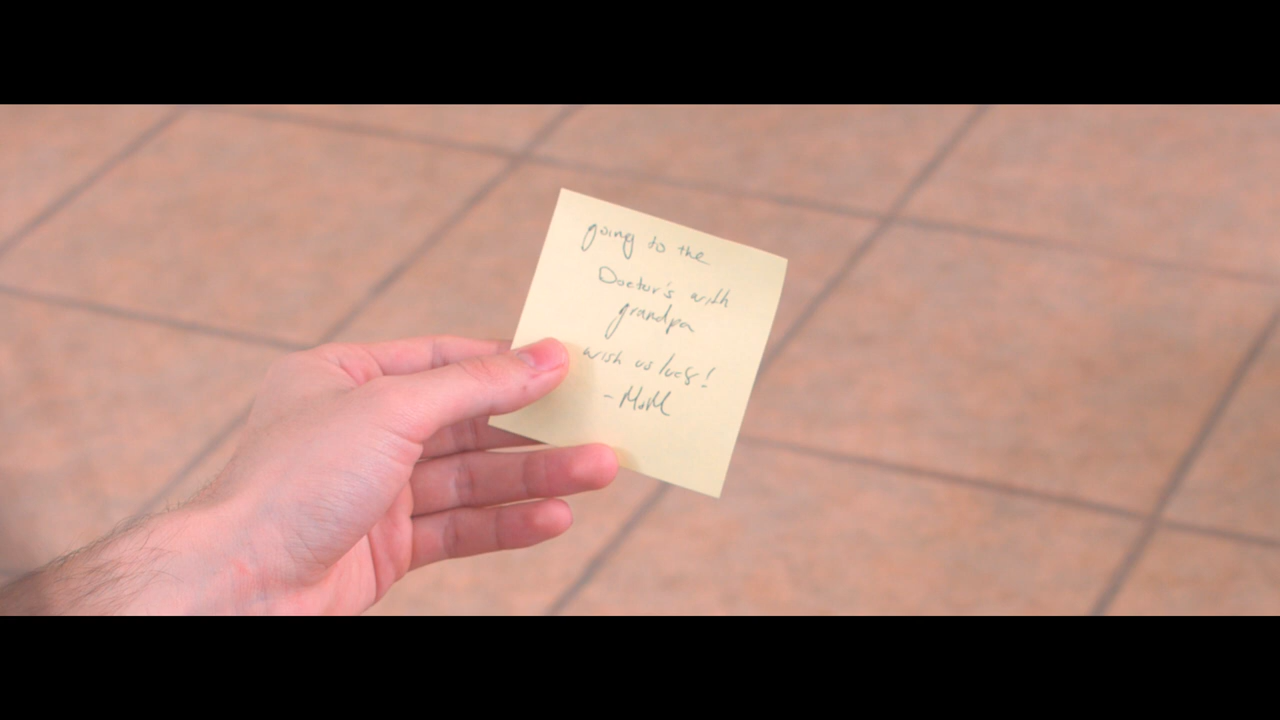 going to the
Doctor's with
grandpa
wish us luck!
- MoM